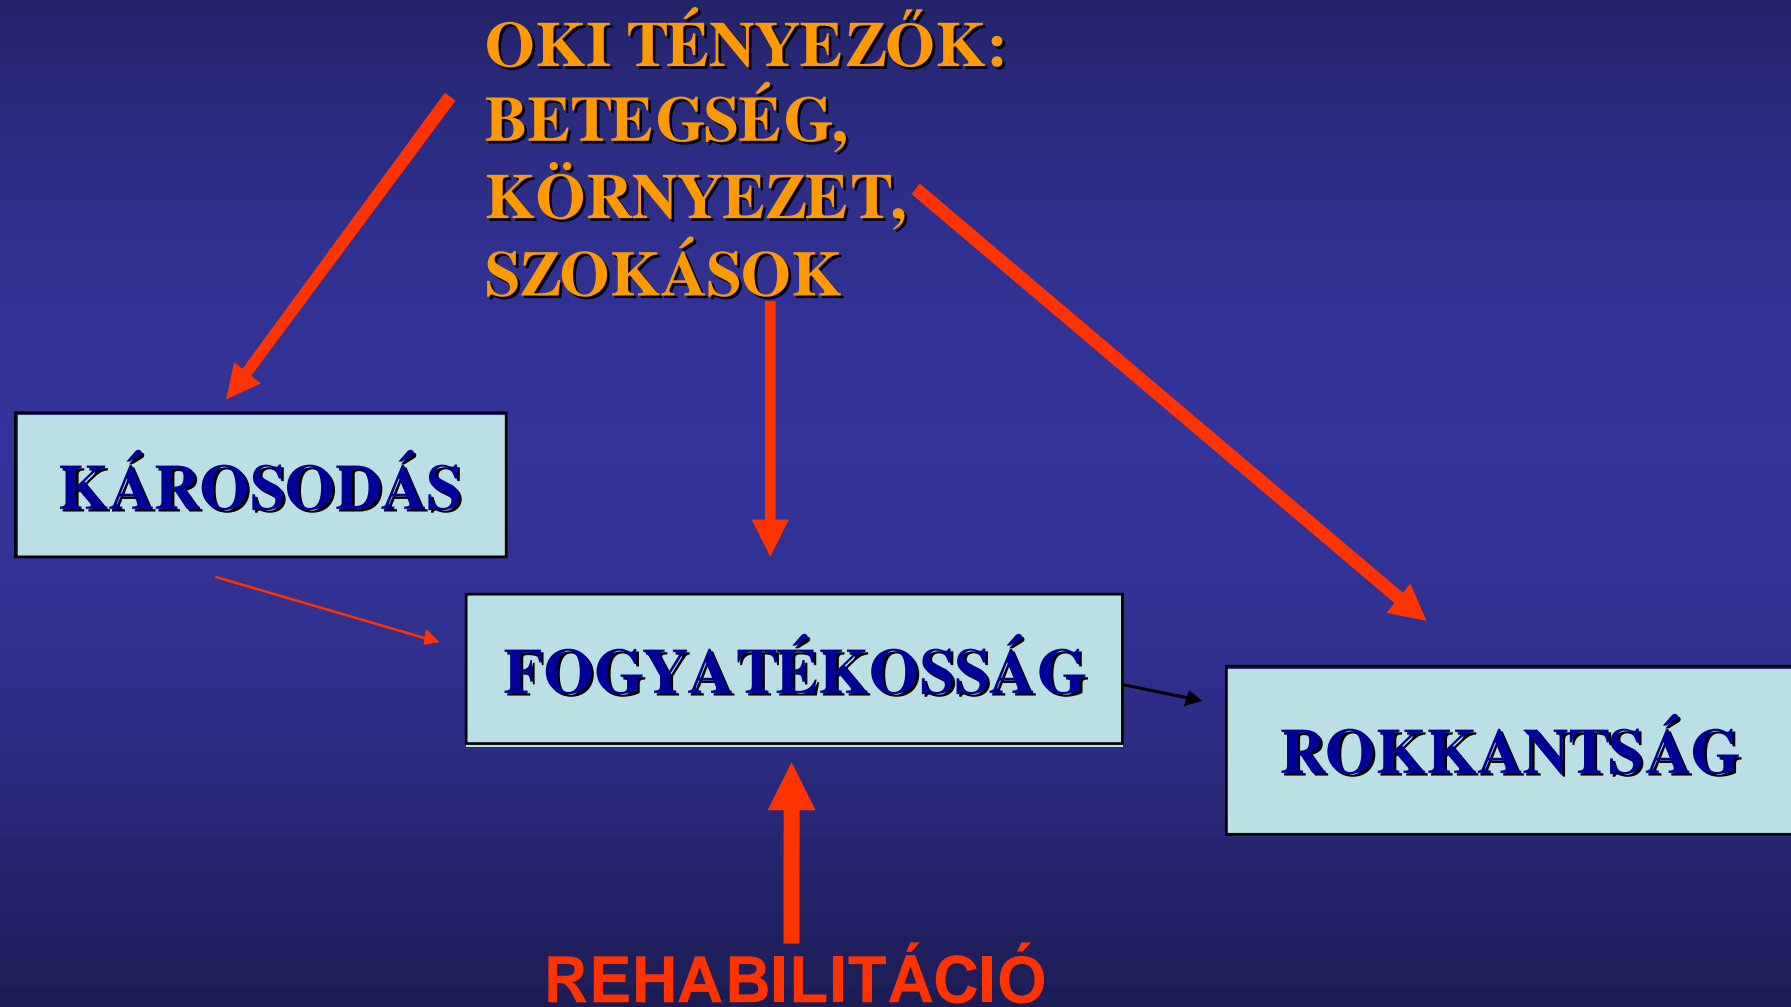 OKI TÉNYEZŐK:
BETEGSÉG,
KÖRNYEZET,
SZOKÁSOK
KÁROSODÁS
FOGYATÉKOSSÁG
ROKKANTSÁG
REHABILITÁCIÓ